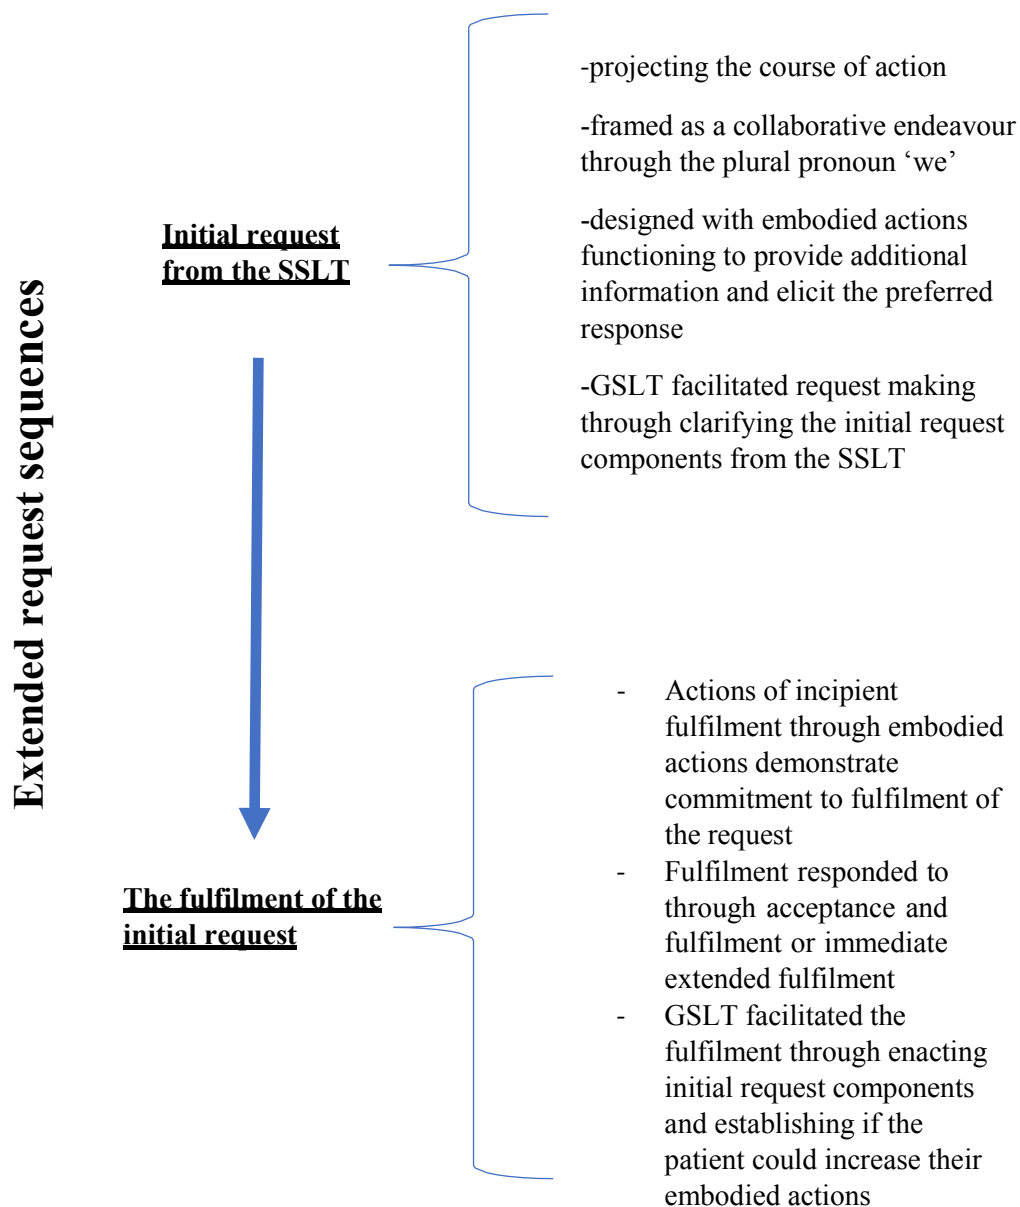 Extended request sequences
Initial request
from the SSLT
-projecting the course of action
-framed as a collaborative endeavour
through the plural pronoun ‘we’
-designed with embodied actions
functioning to provide additional
information and elicit the preferred
response
-GSLT facilitated request making
through clarifying the initial request
components from the SSLT
The fulfilment of the
initial request
- Actions of incipient
fulfilment through embodied
actions demonstrate
commitment to fulfilment of
the request
- Fulfilment responded to
through acceptance and
fulfilment or immediate
extended fulfilment
- GSLT facilitated the
fulfilment through enacting
initial request components
and establishing if the
patient could increase their
embodied actions